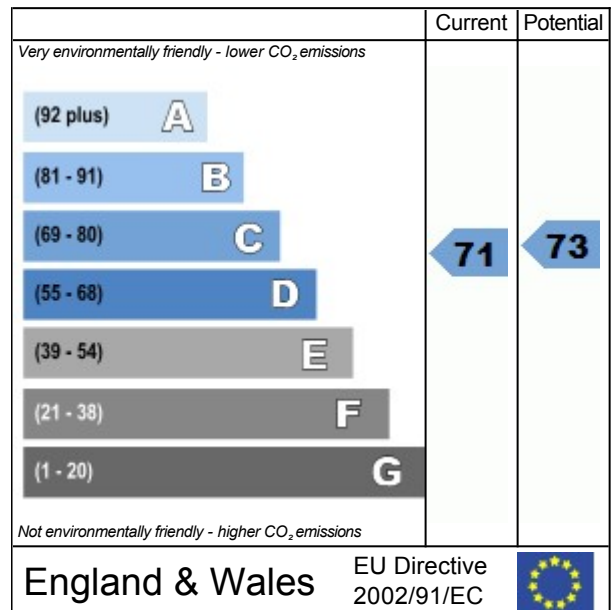 Current Potential
Very environmentally friendly - lower CO₂ emissions
(92 plus) A
(81 - 91) B
(69 - 80) C
71 73
(55 - 68) D
(39 - 54) E
(21 - 38) F
(1 - 20) G
Not environmentally friendly - higher CO₂ emissions
England & Wales
EU Directive
2002/91/EC